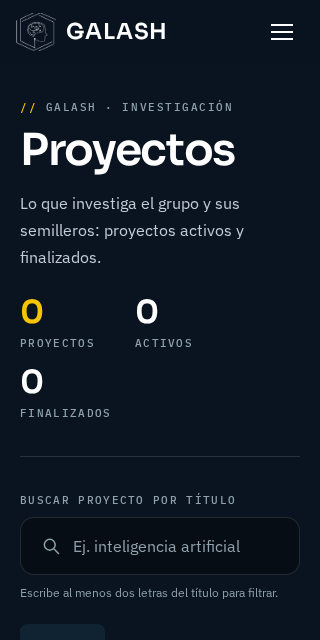 GALASH
// GALASH · INVESTIGACIÓN
Proyectos
Lo que investiga el grupo y sus
semilleros: proyectos activos y
finalizados.
0
PROYECTOS
0
ACTIVOS
0
FINALIZADOS
BUSCAR PROYECTO POR TÍTULO
Ej. inteligencia artificial
Escribe al menos dos letras del título para filtrar.